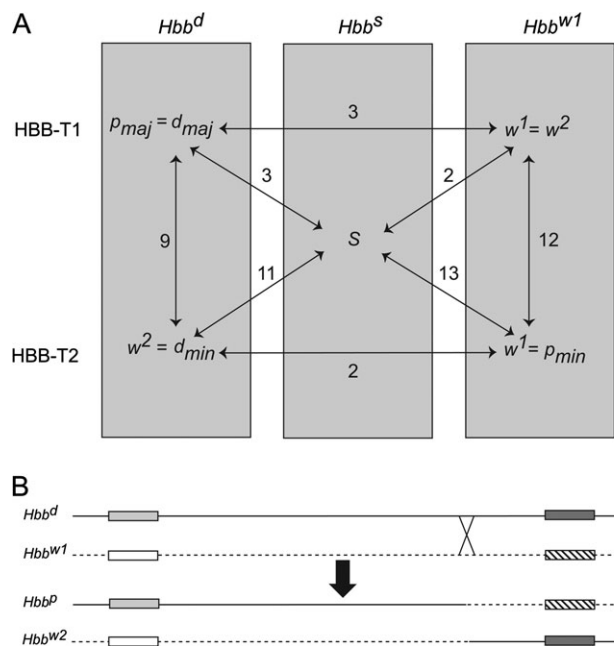 A
Hbb^d Hbb^s Hbb^w1
HBB-T1 p_maj = d_maj 3 w^1 = w^2
3 2
9 S 12
11 13
HBB-T2 w^2 = d_min 2 w^1 = p_min
B
Hbb^d
Hbb^w1
Hbb^p
Hbb^w2